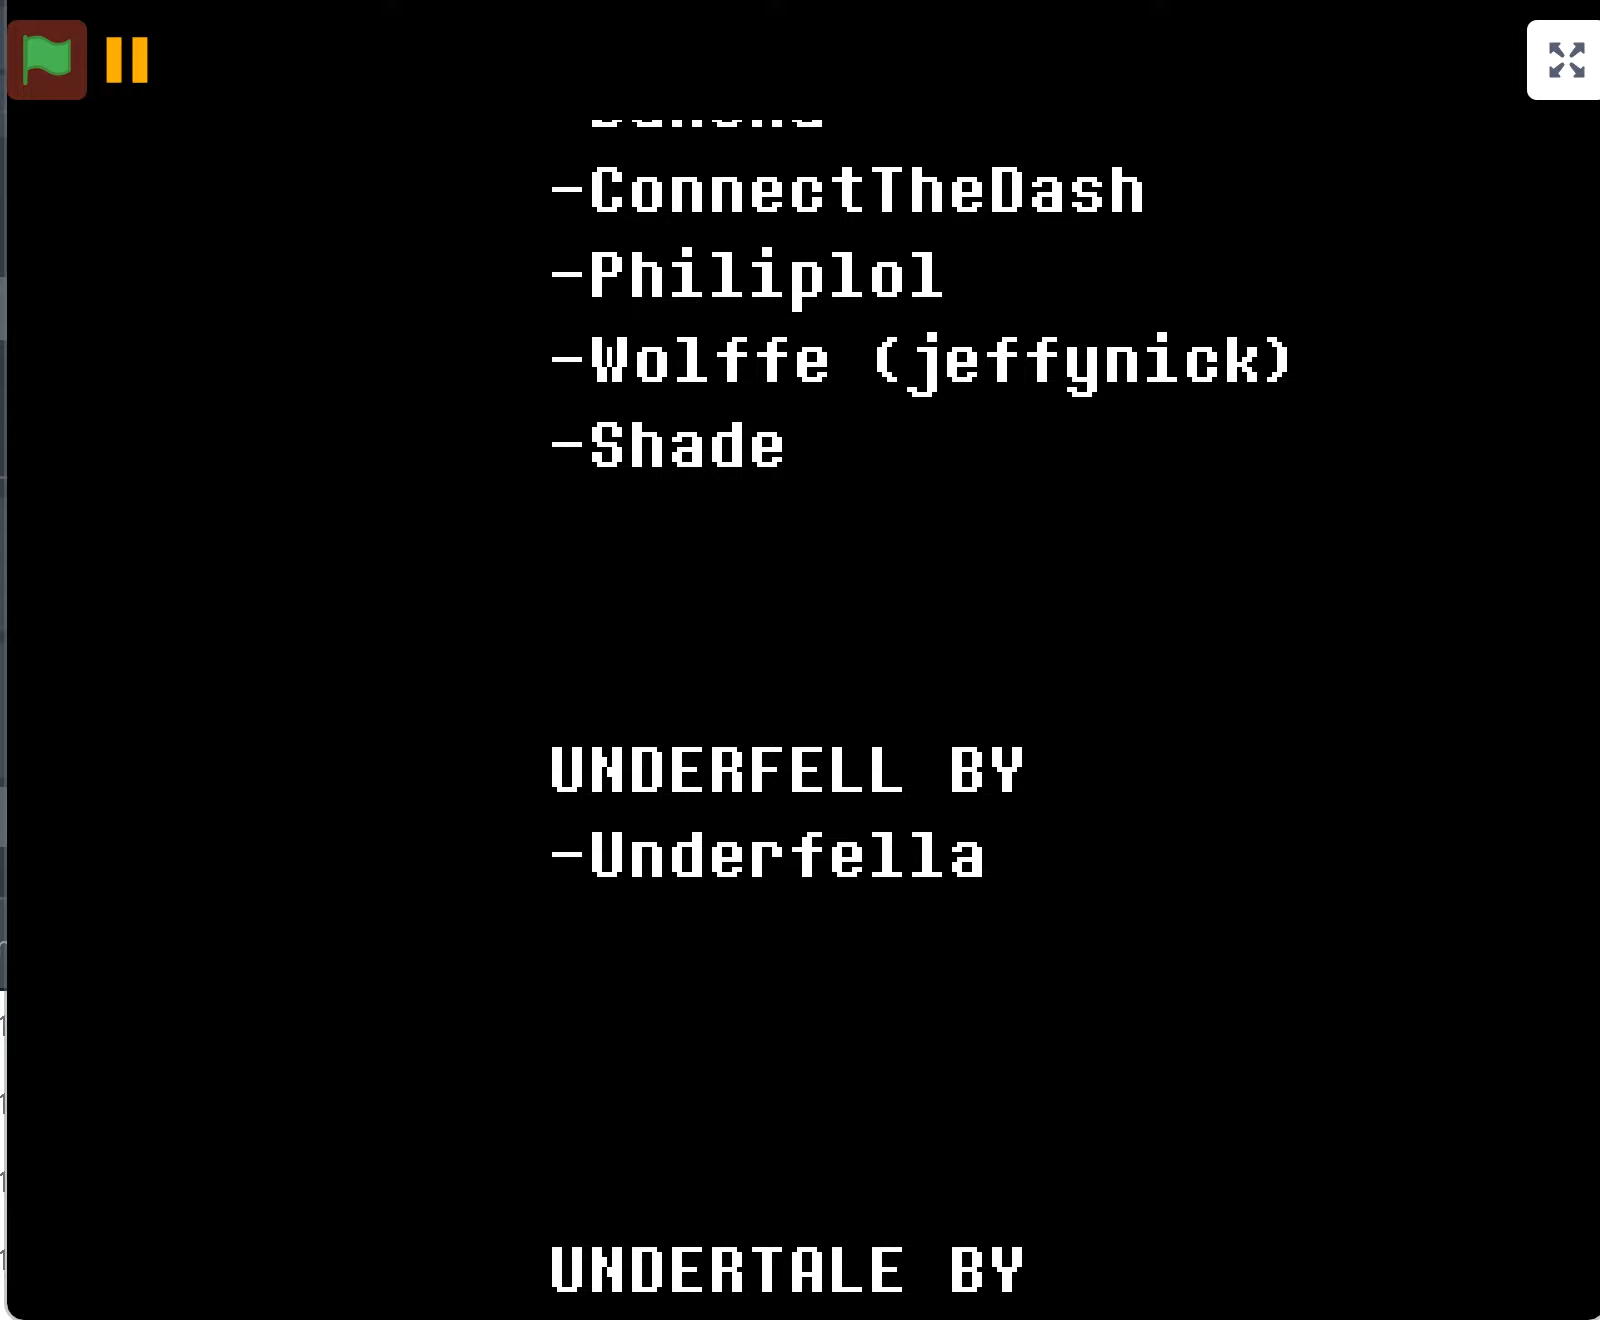 -ConnectTheDash
-Philiplol
-Wolffe (jeffynick)
-Shade
UNDERFELL BY
-Underfella
UNDERTALE BY